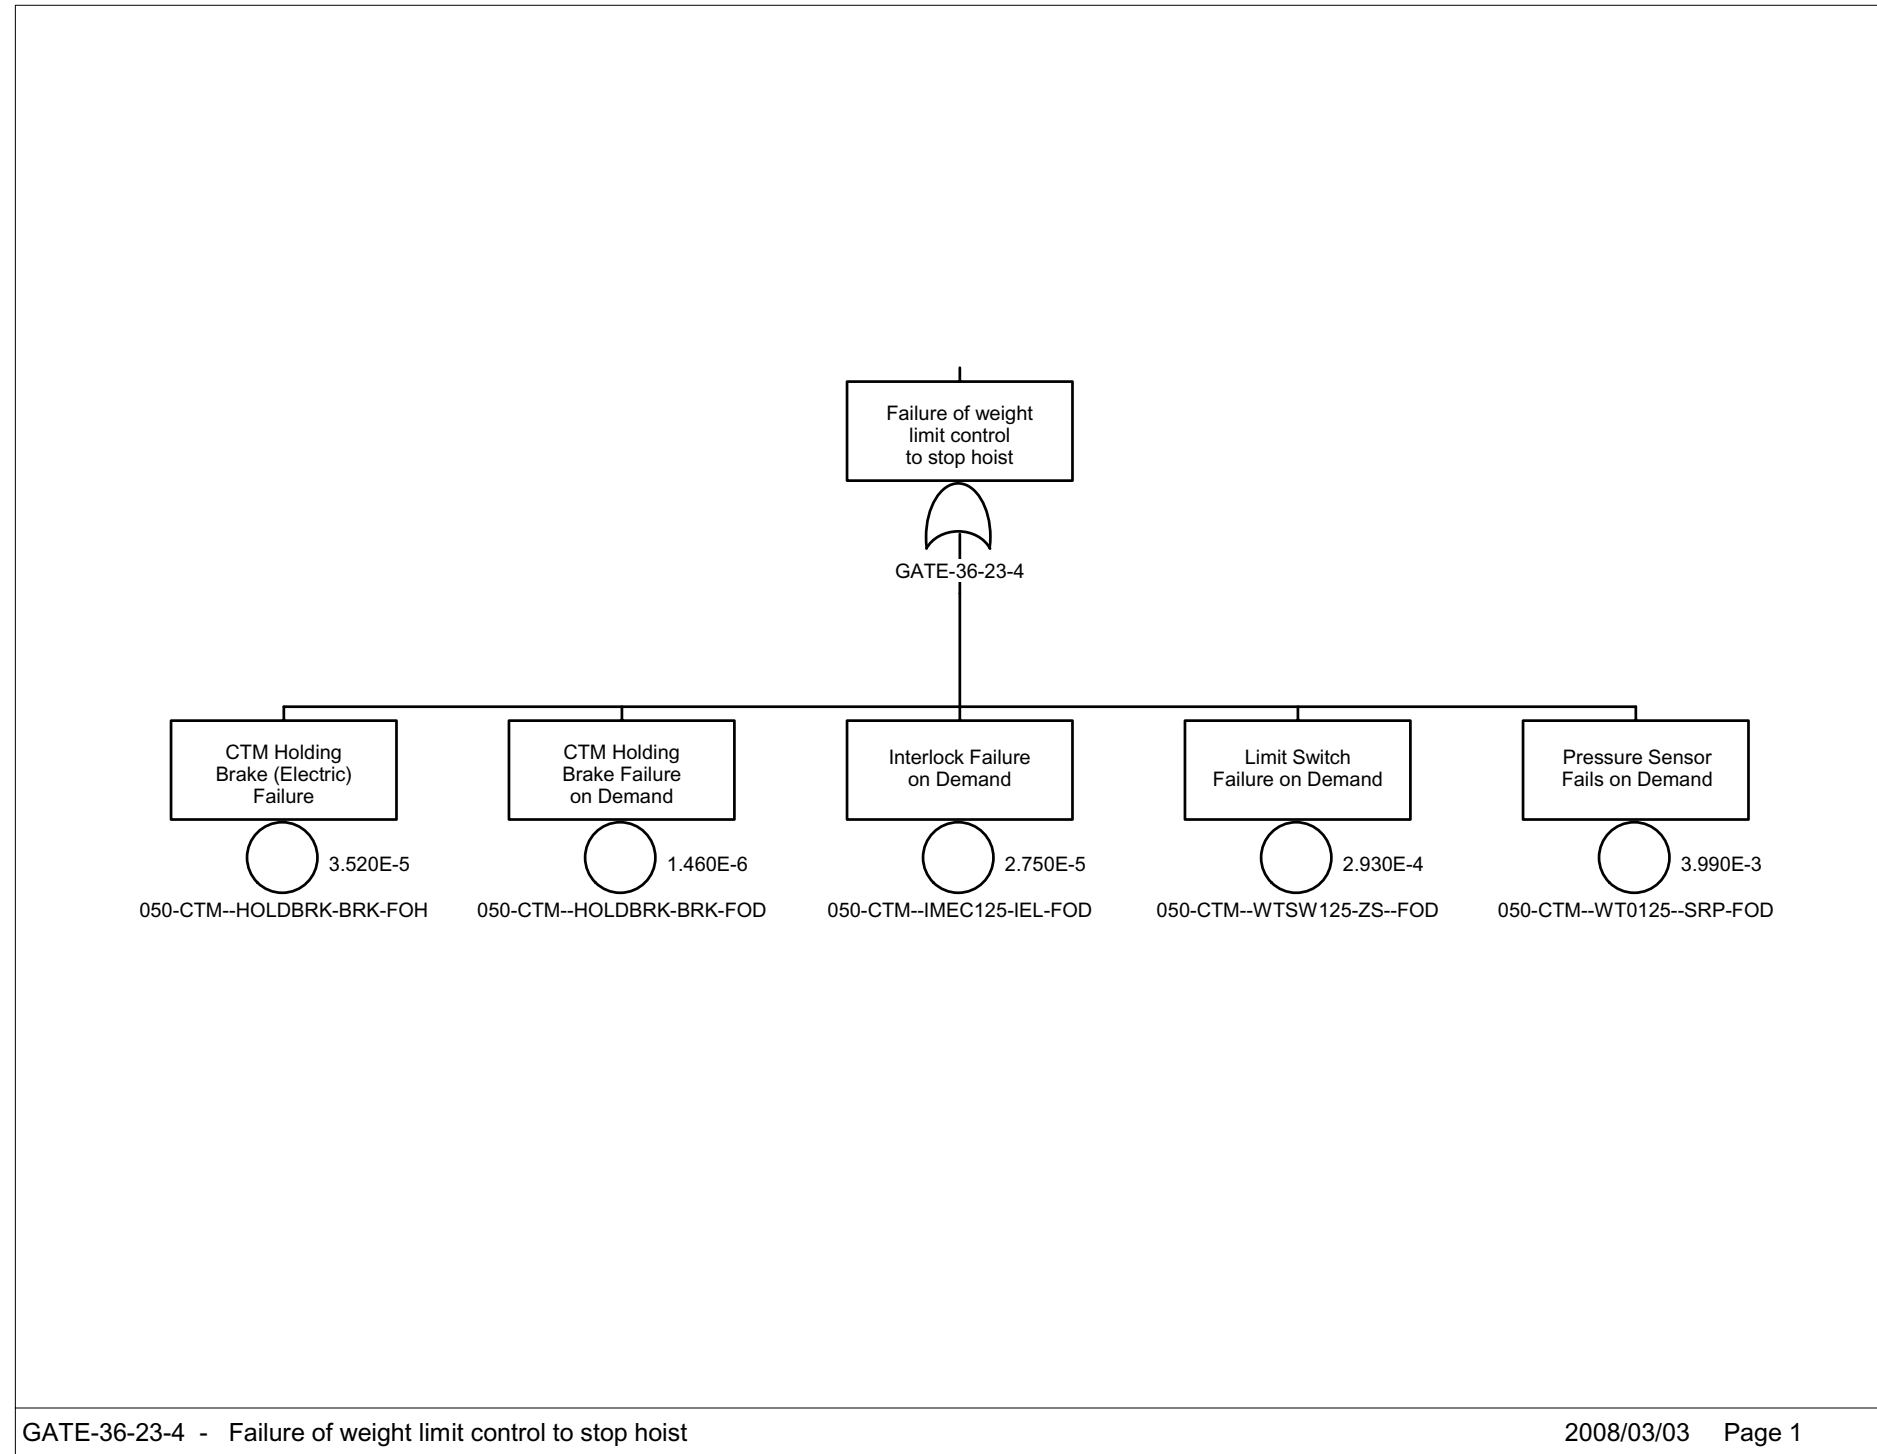 Failure of weight
limit control
to stop hoist
GATE-36-23-4
CTM Holding
Brake (Electric)
Failure
3.520E-5
050-CTM--HOLDBRK-BRK-FOH
CTM Holding
Brake Failure
on Demand
1.460E-6
050-CTM--HOLDBRK-BRK-FOD
Interlock Failure
on Demand
2.750E-5
050-CTM--IMEC125-IEL-FOD
Limit Switch
Failure on Demand
2.930E-4
050-CTM--WTSW125-ZS--FOD
Pressure Sensor
Fails on Demand
3.990E-3
050-CTM--WT0125--SRP-FOD
GATE-36-23-4 - Failure of weight limit control to stop hoist
2008/03/03 Page 1